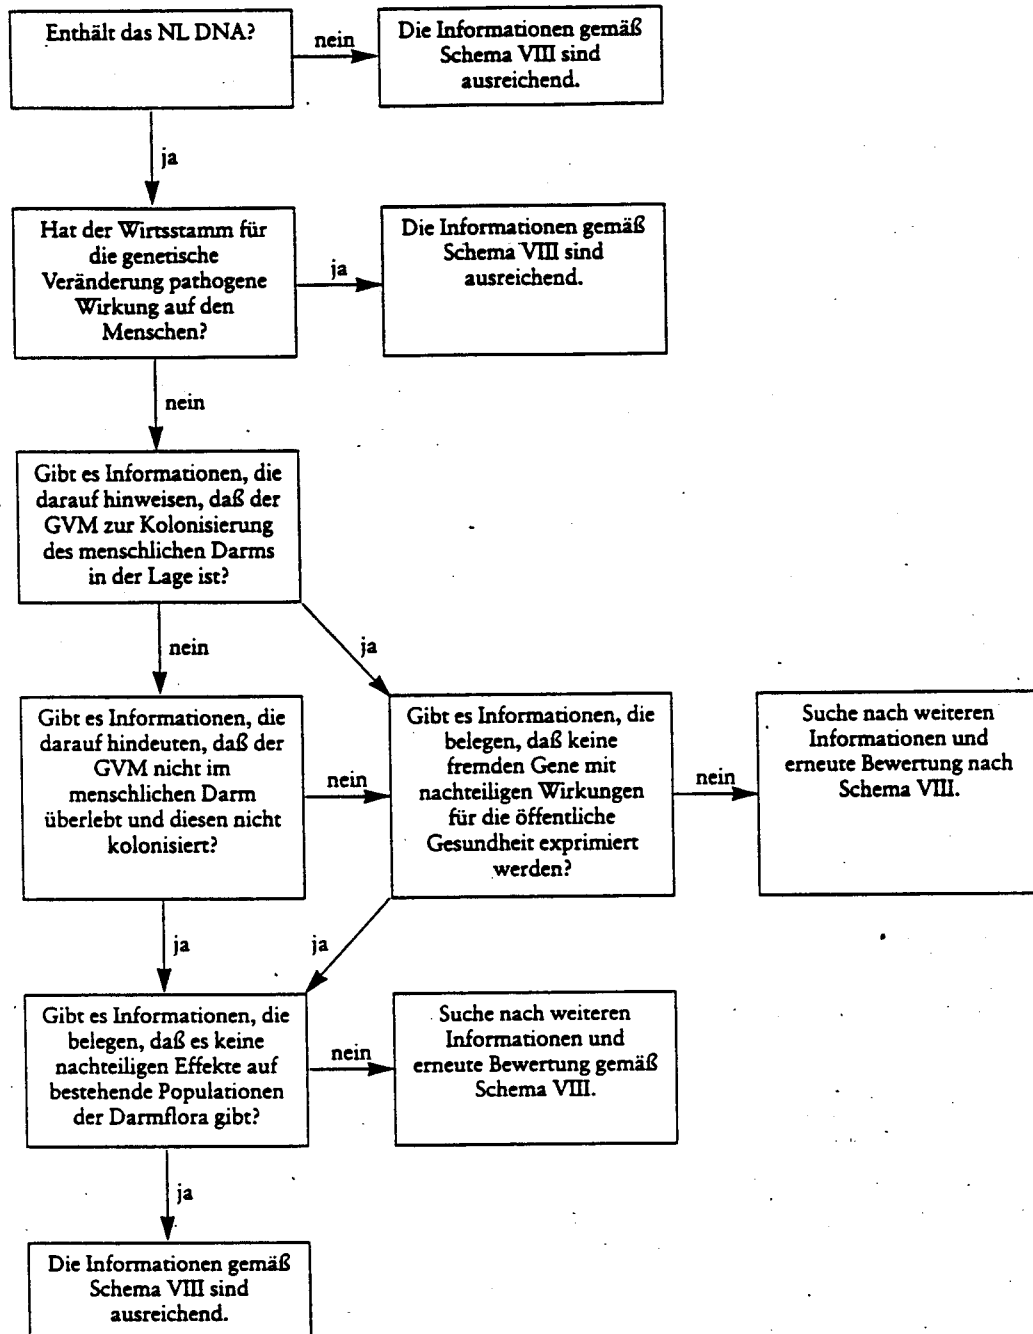 Enthält das NL DNA?
nein
Die Informationen gemäß
Schema VIII sind
ausreichend.
ja
Hat der Wirtsstamm für
die genetische
Veränderung pathogene
Wirkung auf den
Menschen?
ja
Die Informationen gemäß
Schema VIII sind
ausreichend.
nein
Gibt es Informationen, die
darauf hinweisen, daß der
GVM zur Kolonisierung
des menschlichen Darms
in der Lage ist?
nein
ja
Gibt es Informationen, die
darauf hindeuten, daß der
GVM nicht im
menschlichen Darm
überlebt und diesen nicht
kolonisiert?
nein
Gibt es Informationen, die
belegen, daß keine
fremden Gene mit
nachteiligen Wirkungen
für die öffentliche
Gesundheit exprimiert
werden?
nein
Suche nach weiteren
Informationen und
erneute Bewertung nach
Schema VIII.
ja
ja
Gibt es Informationen, die
belegen, daß es keine
nachteiligen Effekte auf
bestehende Populationen
der Darmflora gibt?
nein
Suche nach weiteren
Informationen und
erneute Bewertung gemäß
Schema VIII.
ja
Die Informationen gemäß
Schema VIII sind
ausreichend.